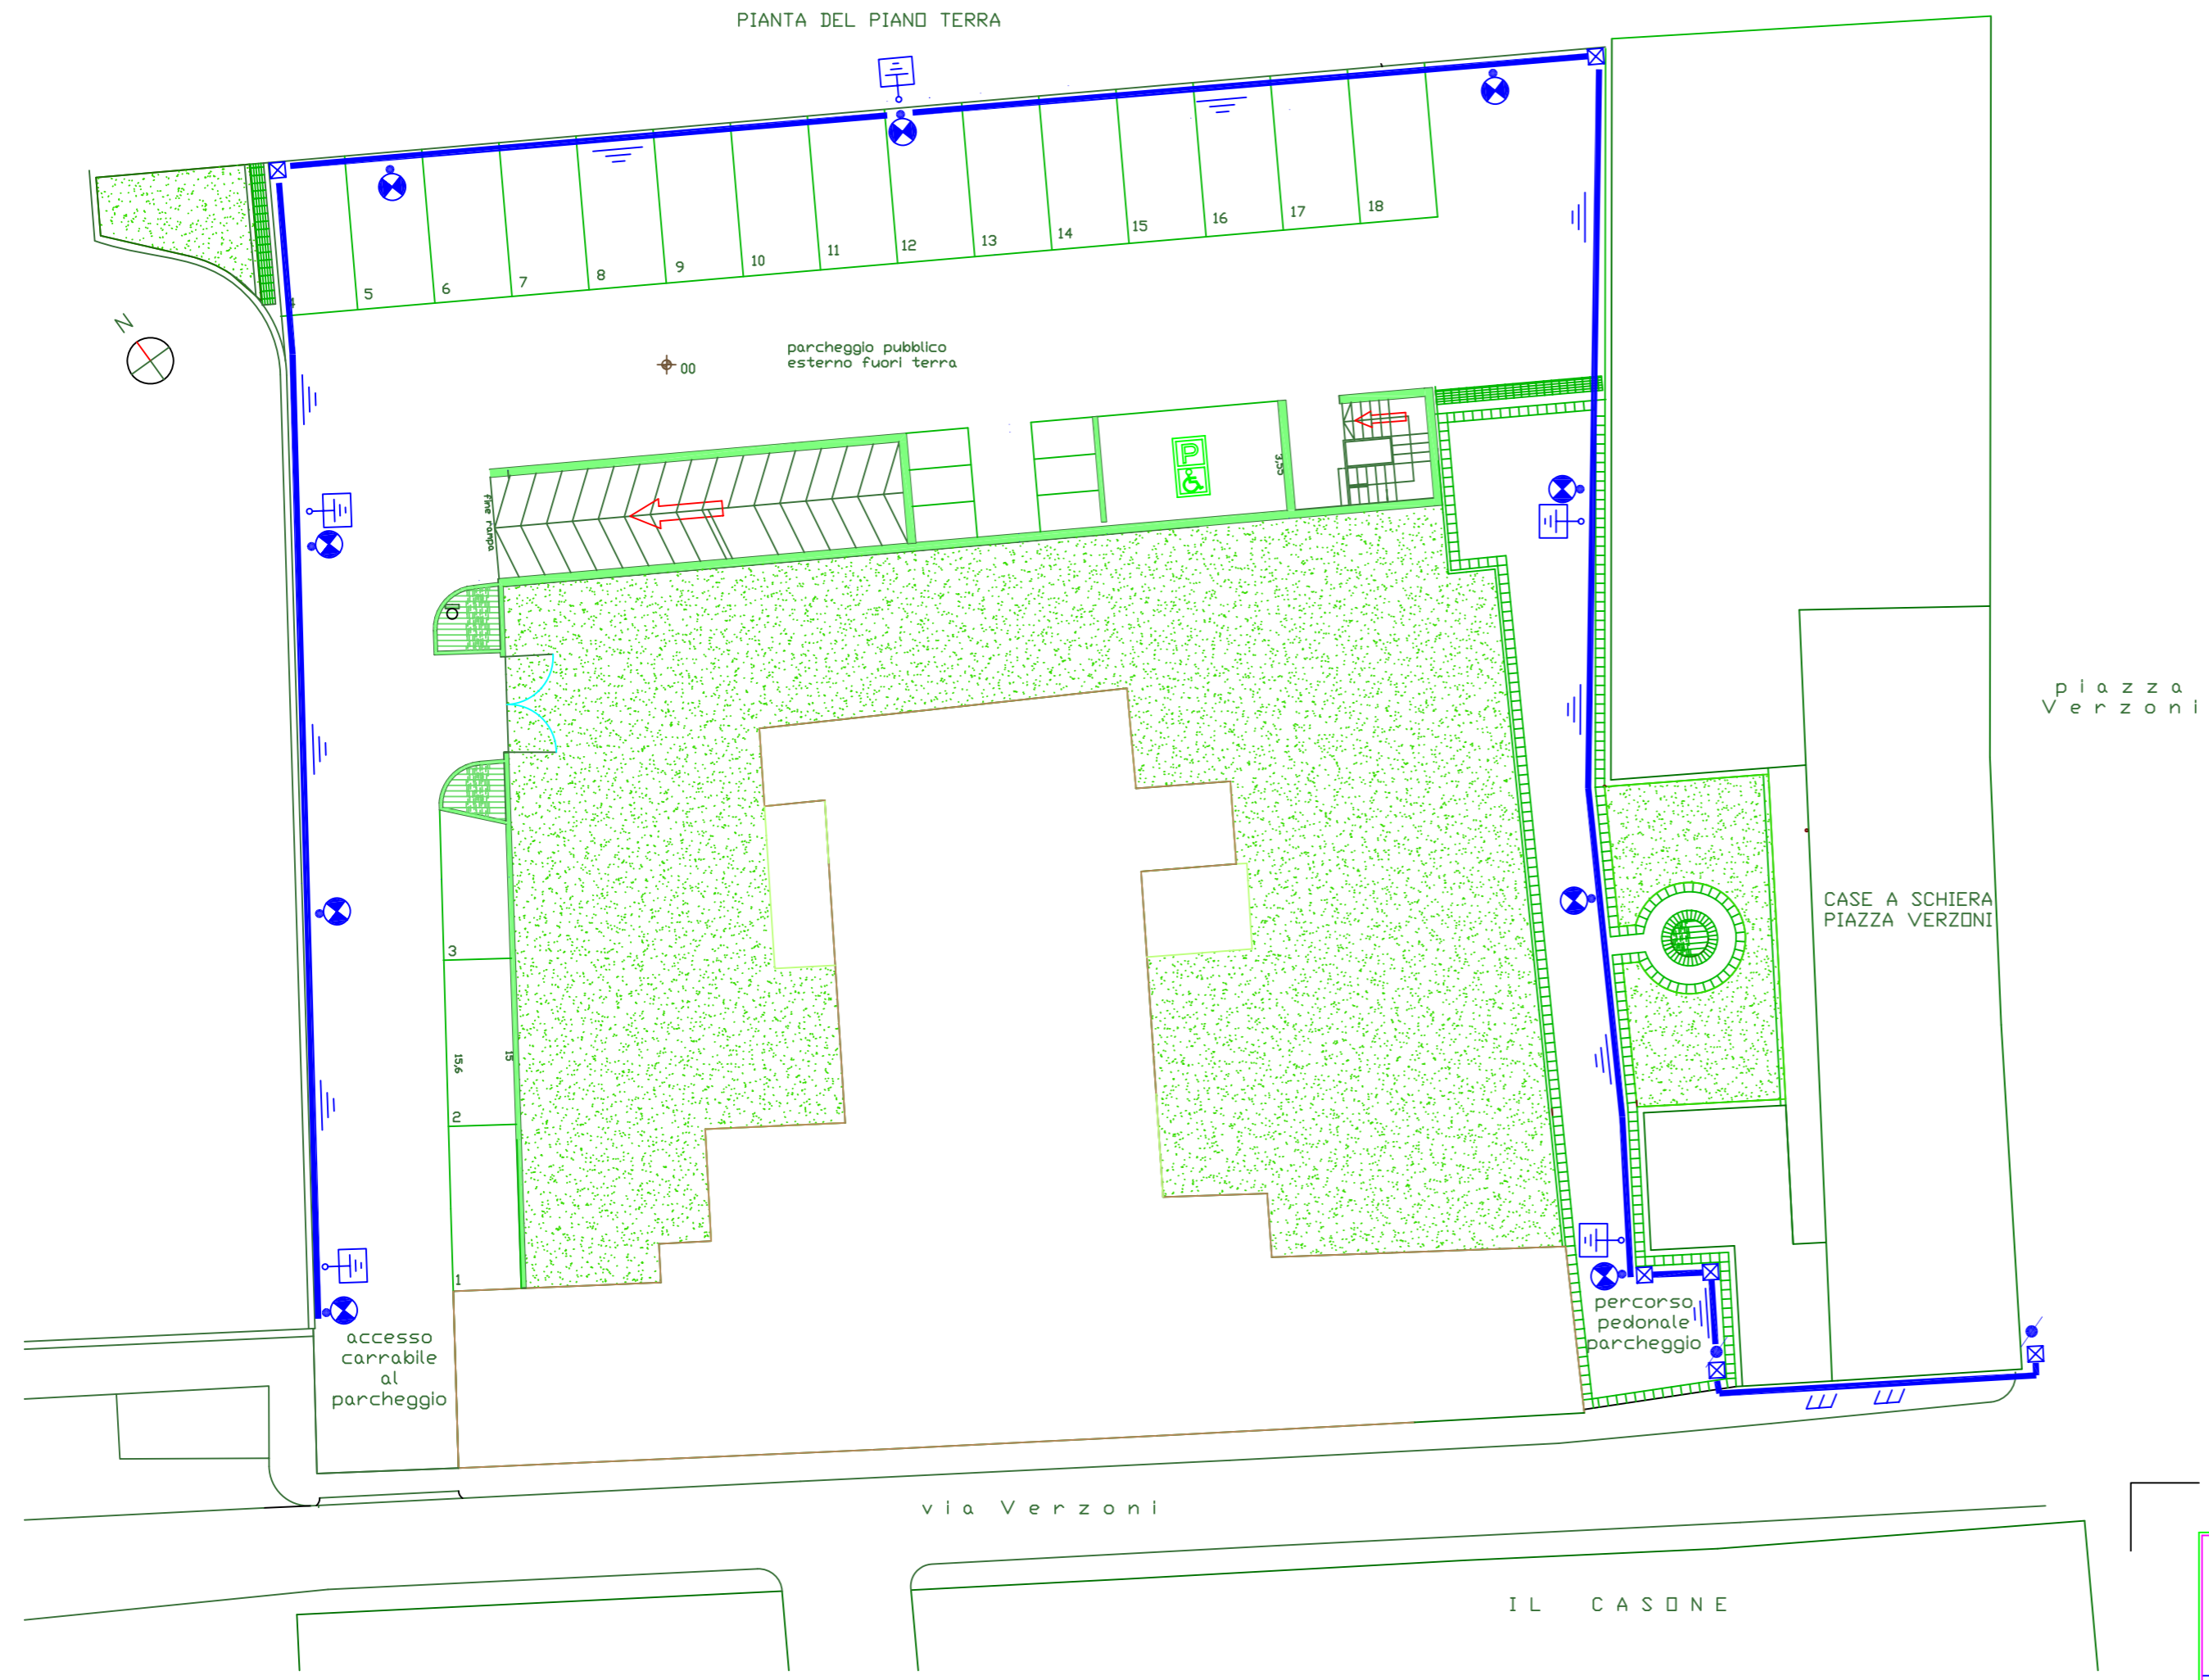 PIANTA DEL PIANO TERRA
N
4
5
6
7
8
9
10
11
12
13
14
15
16
17
18
00
parcheggio pubblico
esterno fuori terra
P
3,55
fine rampa
piazza
Verzoni
CASE A SCHIERA
PIAZZA VERZONI
3
15,6
15
2
1
accesso
carrabile
al
parcheggio
percorso
pedonale
parcheggio
via Verzoni
IL CASONE